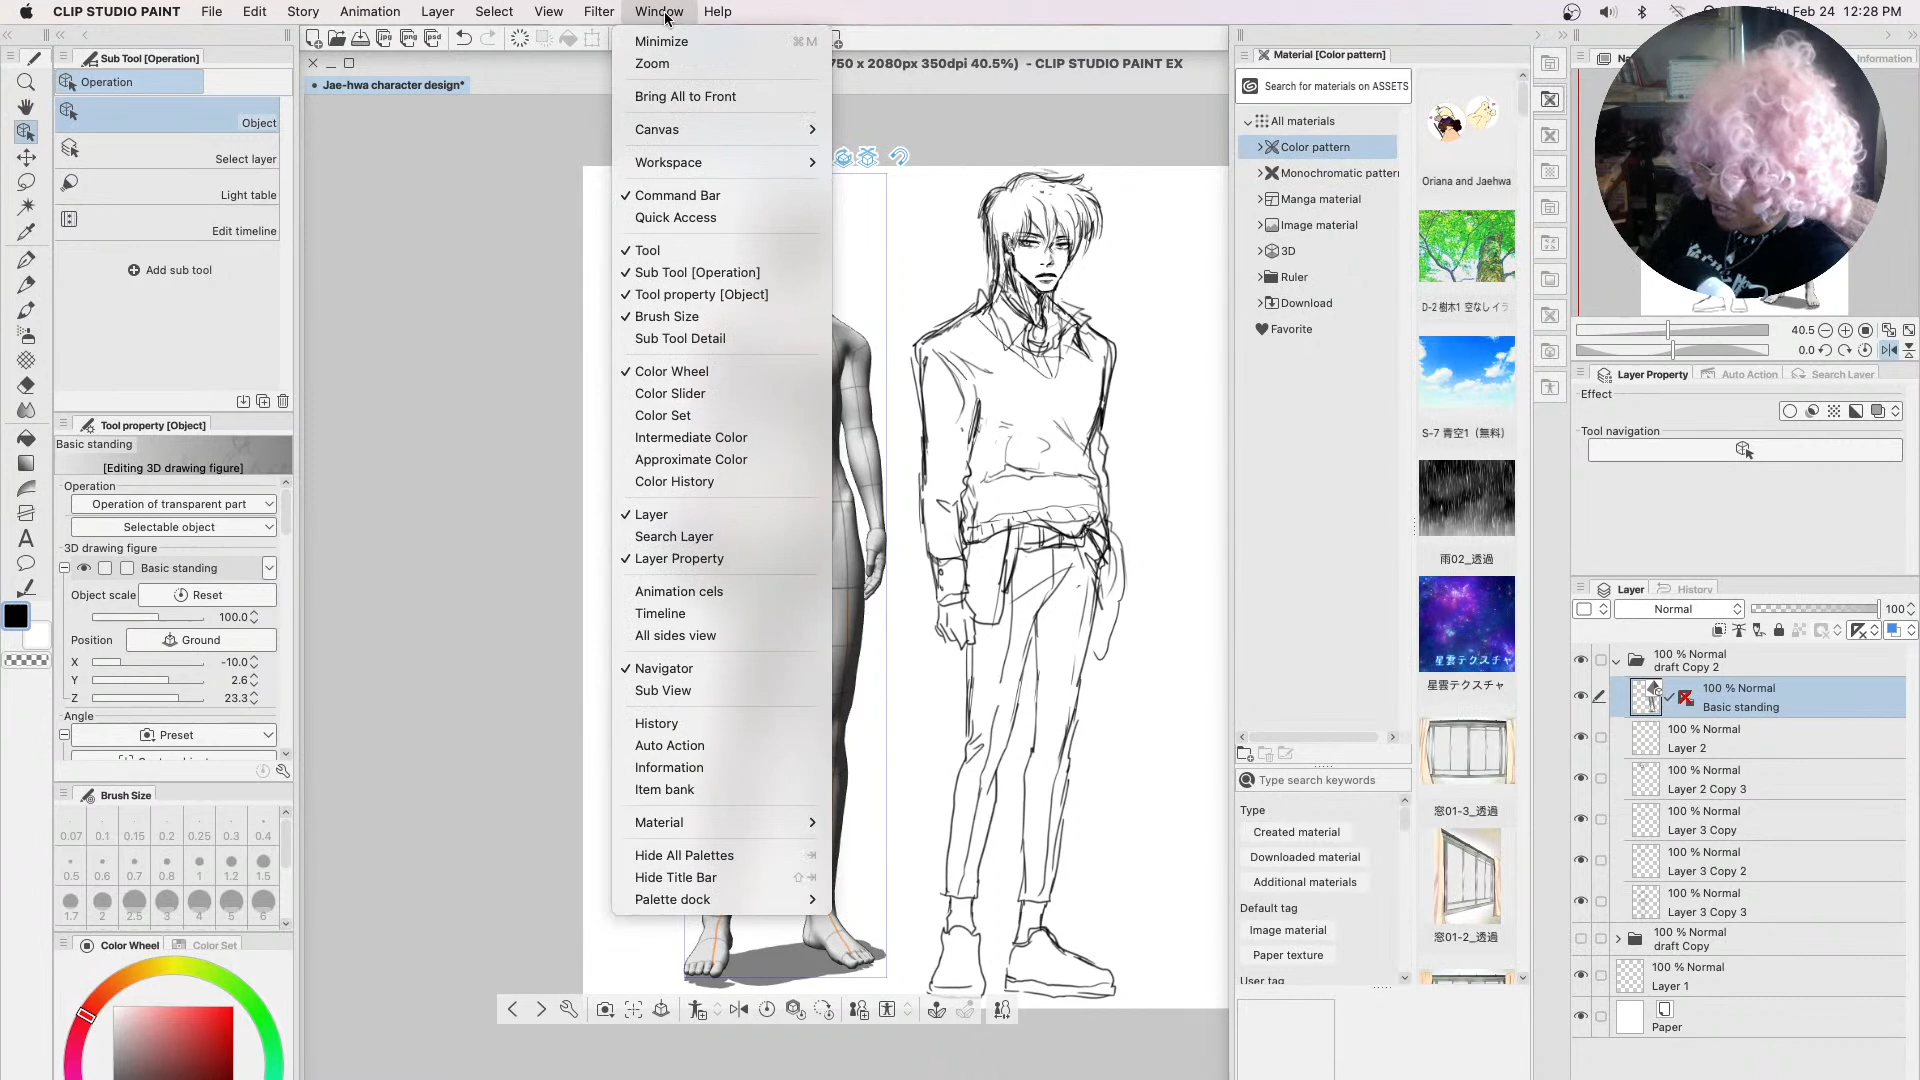 CLIP STUDIO PAINT File Edit Story Animation Layer Select View Filter Window Help
Thu Feb 24 12:28 PM
Sub Tool [Operation]
Operation
Object
Select layer
Light table
Edit timeline
Add sub tool
Tool property [Object]
Basic standing
[Editing 3D drawing figure]
Operation
Operation of transparent part
Selectable object
3D drawing figure
Basic standing
Object scale Reset
100.0
Position Ground
X -10.0
Y 2.6
Z 23.3
Angle
Preset
Brush Size
0.07 0.1 0.15 0.2 0.25 0.3 0.4
0.5 0.6 0.7 0.8 1 1.2 1.5
1.7 2 2.5 3 4 5 6
Color Wheel Color Set
750 x 2080px 350dpi 40.5%) - CLIP STUDIO PAINT EX
Jae-hwa character design*
Minimize ⌘M
Zoom
Bring All to Front
Canvas
Workspace
Command Bar
Quick Access
Tool
Sub Tool [Operation]
Tool property [Object]
Brush Size
Sub Tool Detail
Color Wheel
Color Slider
Color Set
Intermediate Color
Approximate Color
Color History
Layer
Search Layer
Layer Property
Animation cels
Timeline
All sides view
Navigator
Sub View
History
Auto Action
Information
Item bank
Material
Hide All Palettes
Hide Title Bar
Palette dock
Material [Color pattern]
Search for materials on ASSETS
All materials
Color pattern
Monochromatic pattern
Manga material
Image material
3D
Ruler
Download
Favorite
Type search keywords
Type
Created material
Downloaded material
Additional materials
Default tag
Image material
Paper texture
User tag
Oriana and Jaehwa
D-2 樹木1 空なしイラ
S-7 青空1（無料）
雨02_透過
星雲テクスチャ
星雲テクスチャ
窓01-3_透過
窓01-2_透過
Information
40.5
0.0
Layer Property Auto Action Search Layer
Effect
Tool navigation
Layer History
Normal 100
100 % Normal
draft Copy 2
100 % Normal
Basic standing
100 % Normal
Layer 2
100 % Normal
Layer 2 Copy 3
100 % Normal
Layer 3 Copy
100 % Normal
Layer 3 Copy 2
100 % Normal
Layer 3 Copy 3
100 % Normal
draft Copy
100 % Normal
Layer 1
Paper